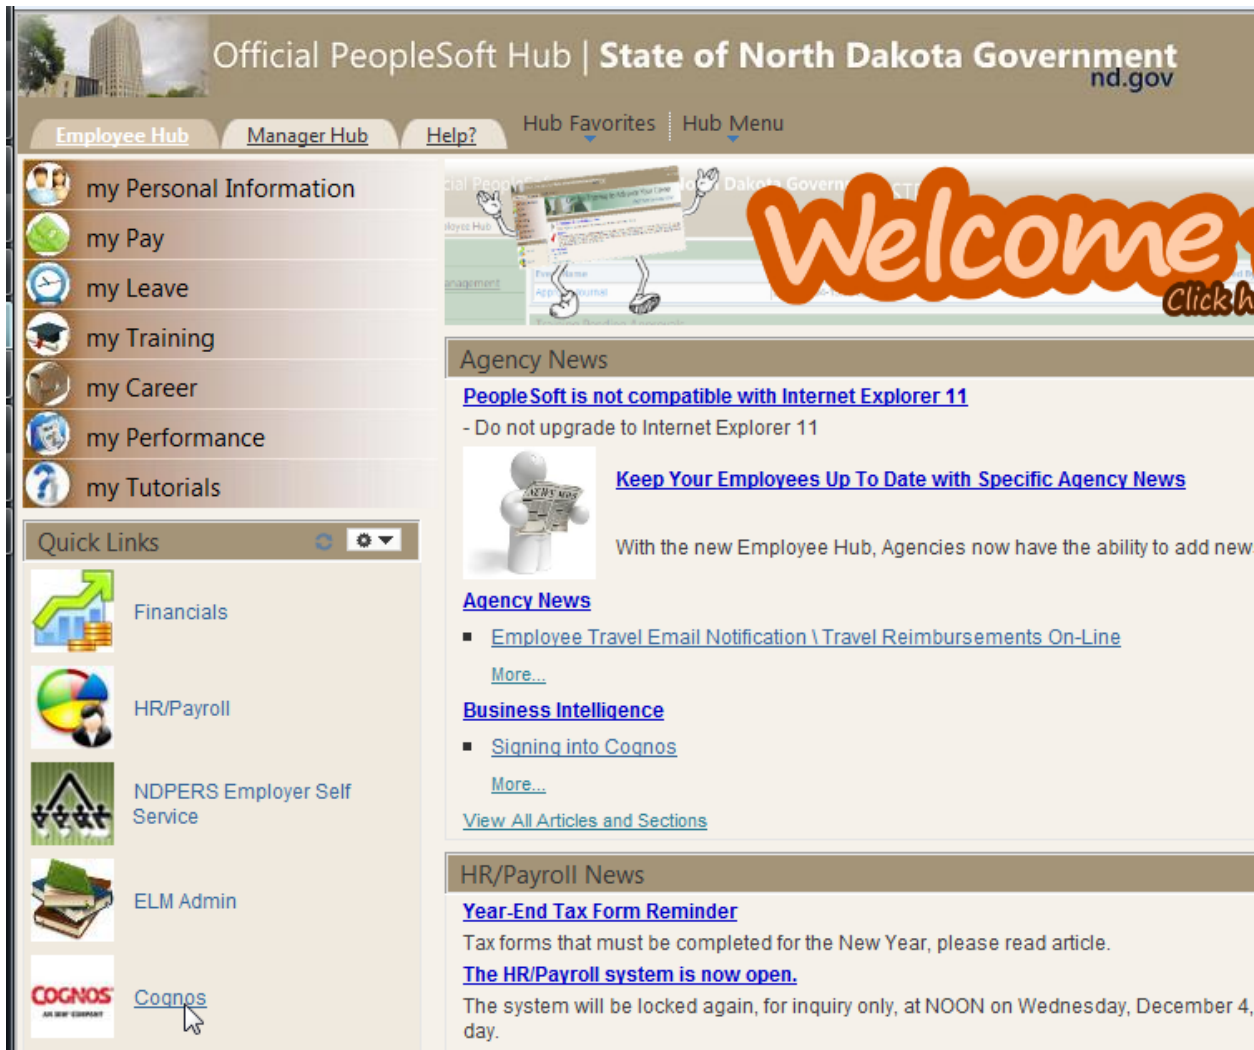 Official PeopleSoft Hub | State of North Dakota Government
nd.gov
Employee Hub Manager Hub Help? Hub Favorites Hub Menu
my Personal Information
my Pay
my Leave
my Training
my Career
my Performance
my Tutorials
Quick Links
Financials
HR/Payroll
NDPERS Employer Self
Service
ELM Admin
COGNOS
AN IBM COMPANY
Cognos
Welcome
Click h
Agency News
PeopleSoft is not compatible with Internet Explorer 11
- Do not upgrade to Internet Explorer 11
Keep Your Employees Up To Date with Specific Agency News
With the new Employee Hub, Agencies now have the ability to add new
Agency News
Employee Travel Email Notification \ Travel Reimbursements On-Line
More...
Business Intelligence
Signing into Cognos
More...
View All Articles and Sections
HR/Payroll News
Year-End Tax Form Reminder
Tax forms that must be completed for the New Year, please read article.
The HR/Payroll system is now open.
The system will be locked again, for inquiry only, at NOON on Wednesday, December 4,
day.